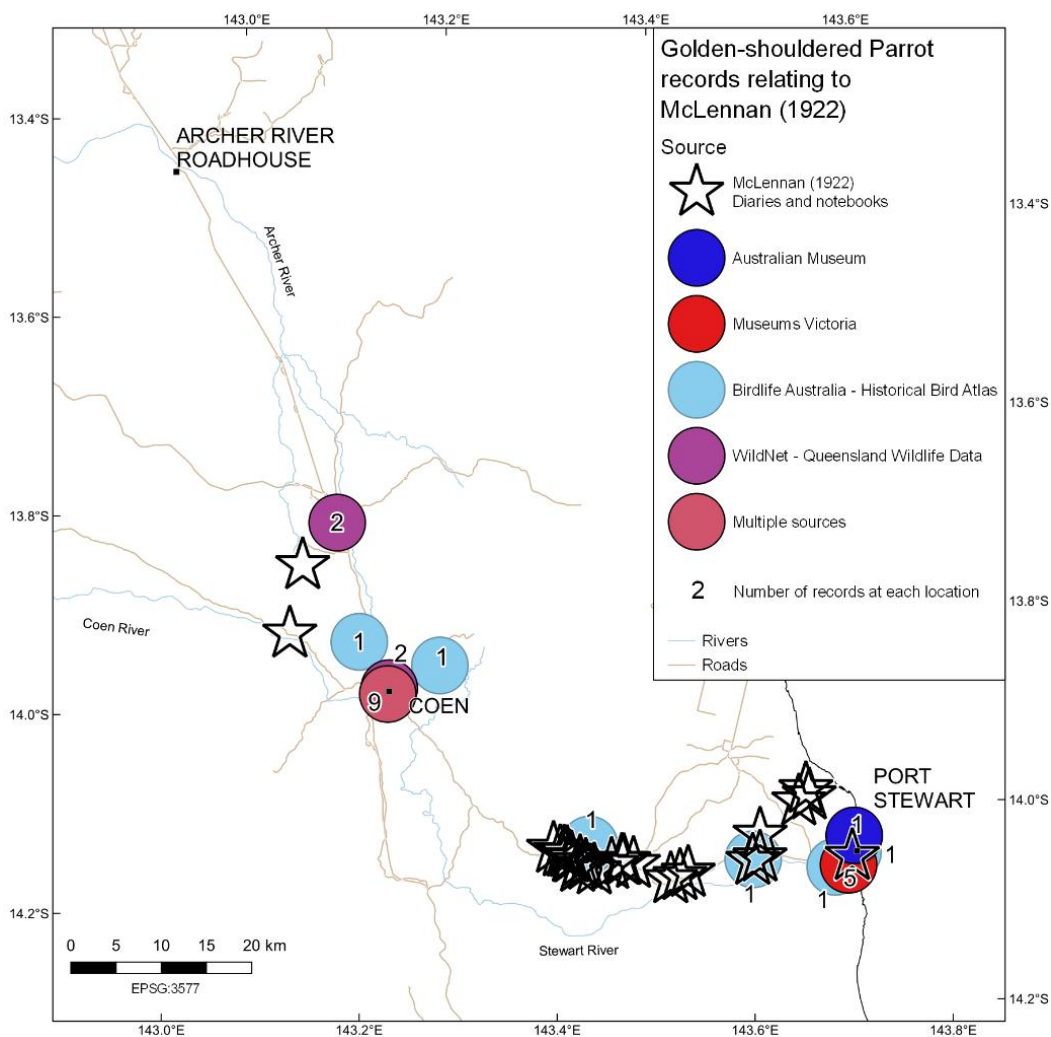 143.0°E
143.2°E
143.4°E
143.6°E
Golden-shouldered Parrot
records relating to
McLennan (1922)
Source
McLennan (1922)
Diaries and notebooks
Australian Museum
Museums Victoria
Birdlife Australia - Historical Bird Atlas
WildNet - Queensland Wildlife Data
Multiple sources
2 Number of records at each location
Rivers
Roads
13.4°S
13.6°S
13.8°S
14.0°S
14.2°S
13.4°S
13.6°S
13.8°S
14.0°S
14.2°S
ARCHER RIVER
ROADHOUSE
Archer River
2
Coen River
1
1
2
9
COEN
PORT
STEWART
1
1
1
1
5
1
Stewart River
0 5 10 15 20 km
EPSG:3577
143.0°E
143.2°E
143.4°E
143.6°E
143.8°E